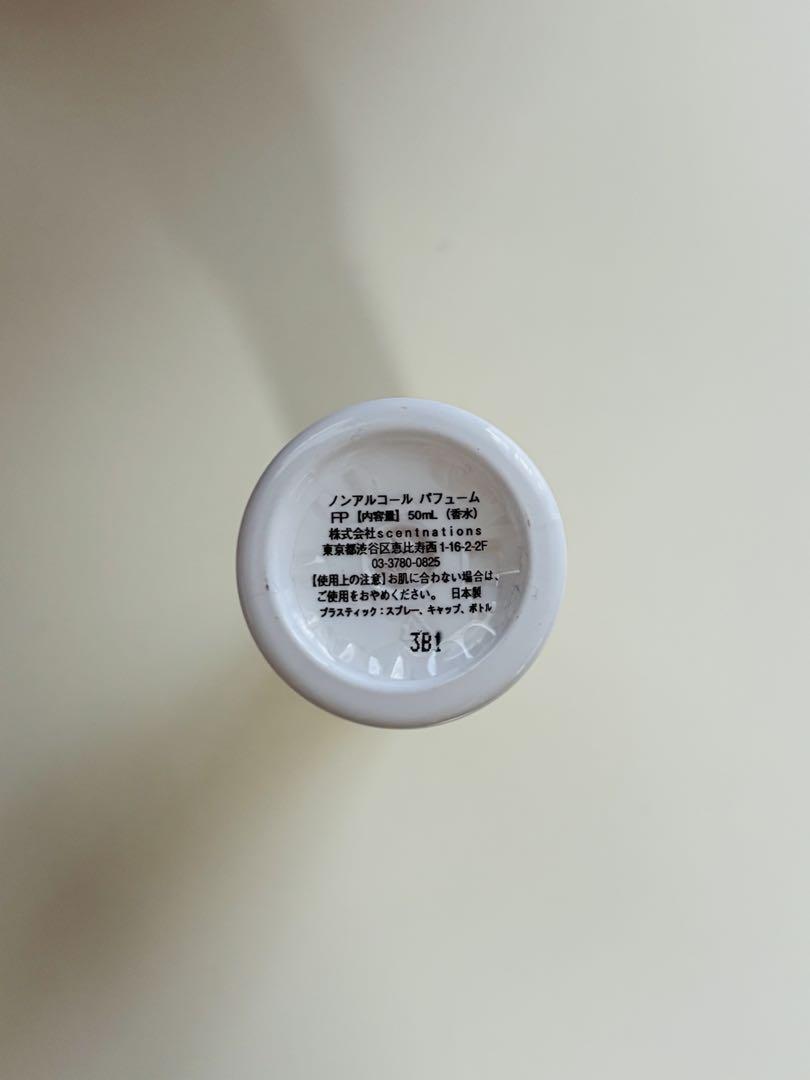 ノンアルコール パフューム
FP【内容量】50mL（香水）
株式会社scentnations
東京都渋谷区恵比寿西1-16-2-2F
03-3780-0825
【使用上の注意】お肌に合わない場合は、
ご使用をおやめください。 日本製
プラスティック：スプレー、キャップ、ボトル
3B1